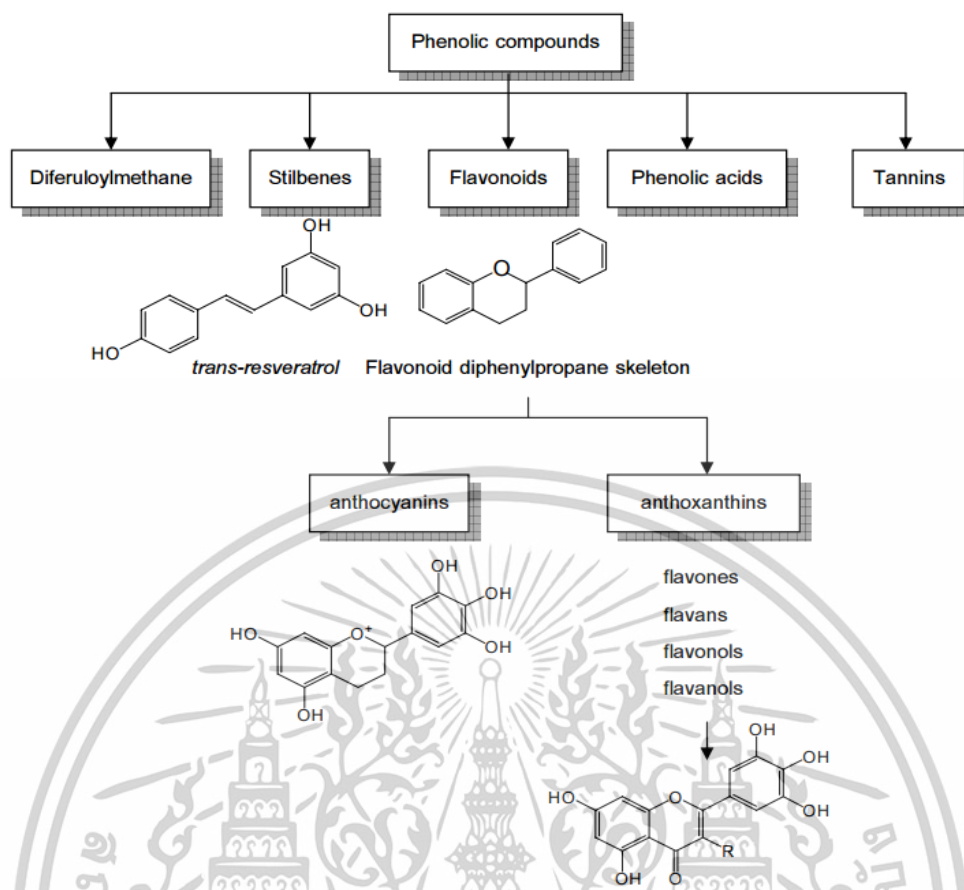 Phenolic compounds
Diferuloylmethane Stilbenes Flavonoids Phenolic acids Tannins
OH
O
OH
HO
trans-resveratrol Flavonoid diphenylpropane skeleton
anthocyanins anthoxanthins
flavones
flavans
flavonols
flavanols
OH
OH
OH
HO
O+
OH
OH
OH
OH
HO
O
R
OH
O